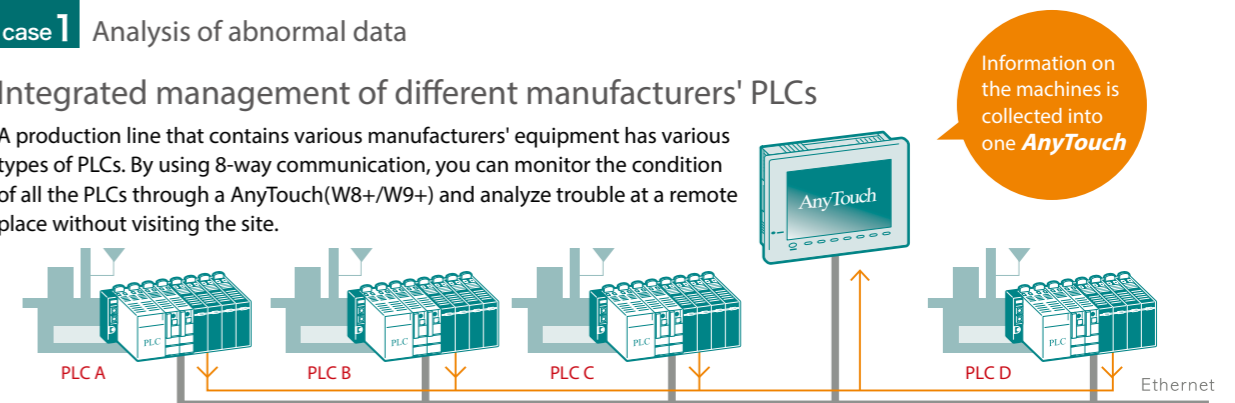 case 1 Analysis of abnormal data
Integrated management of different manufacturers' PLCs
A production line that contains various manufacturers' equipment has various
types of PLCs. By using 8-way communication, you can monitor the condition
of all the PLCs through a AnyTouch(W8+/W9+) and analyze trouble at a remote
place without visiting the site.
Information on
the machines is
collected into
one AnyTouch
AnyTouch
PLC
PLC
PLC
PLC
PLC A
PLC B
PLC C
PLC D
Ethernet